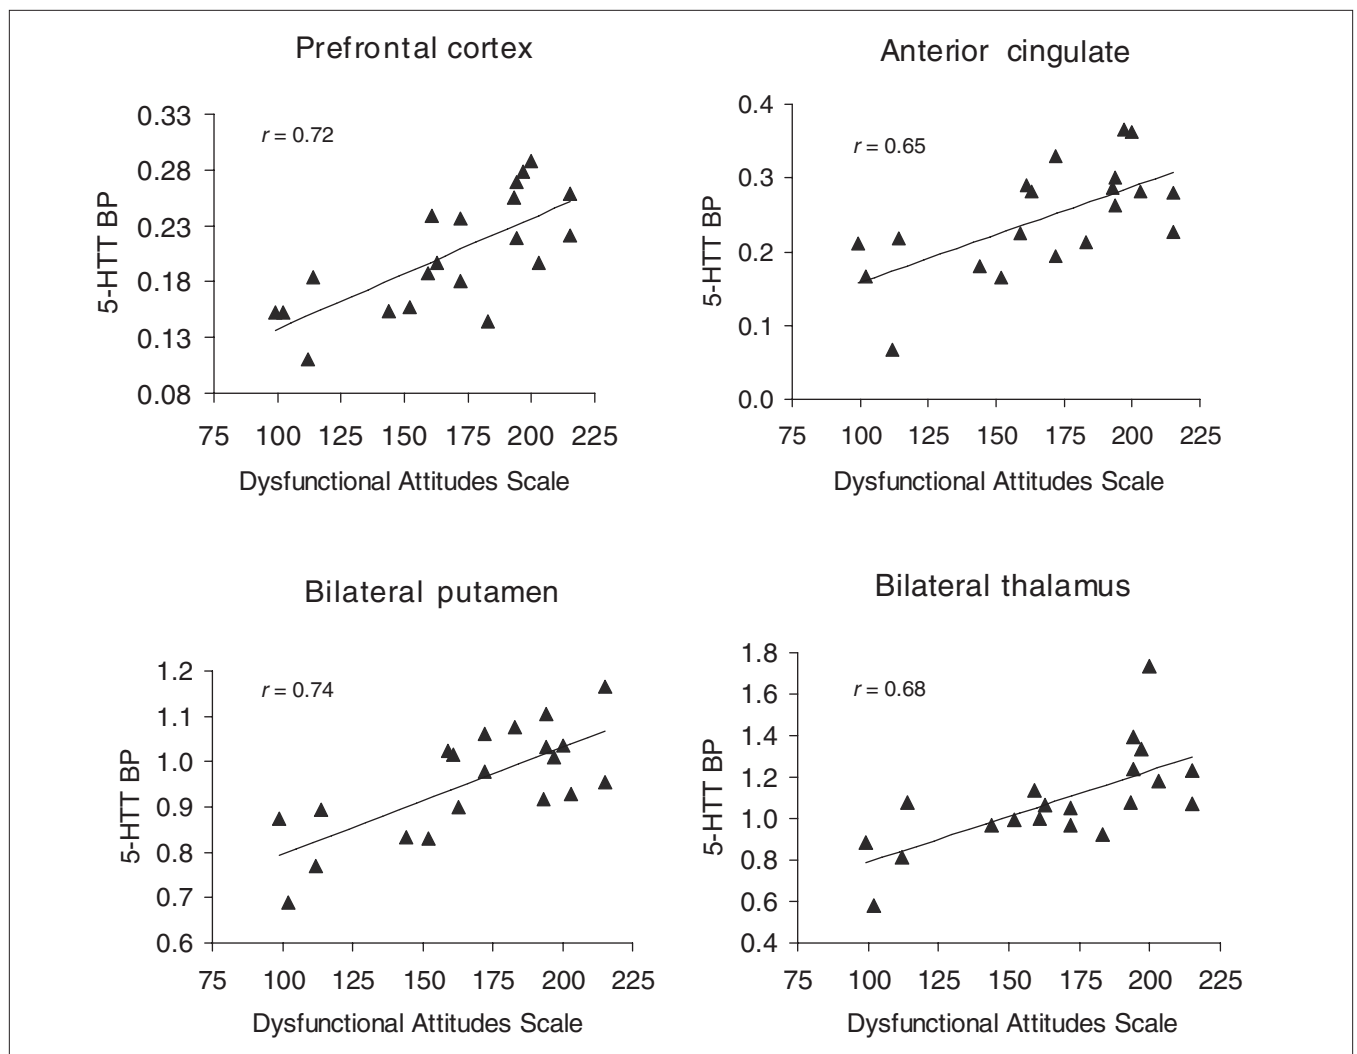 Prefrontal cortex
0.33
0.28
0.23
0.18
0.13
0.08
5-HTT BP
r = 0.72
75 100 125 150 175 200 225
Dysfunctional Attitudes Scale
Anterior cingulate
0.4
0.3
0.2
0.1
0.0
5-HTT BP
r = 0.65
75 100 125 150 175 200 225
Dysfunctional Attitudes Scale
Bilateral putamen
1.2
1.1
1.0
0.9
0.8
0.7
0.6
5-HTT BP
r = 0.74
75 100 125 150 175 200 225
Dysfunctional Attitudes Scale
Bilateral thalamus
1.8
1.6
1.4
1.2
1.0
0.8
0.6
0.4
5-HTT BP
r = 0.68
75 100 125 150 175 200 225
Dysfunctional Attitudes Scale